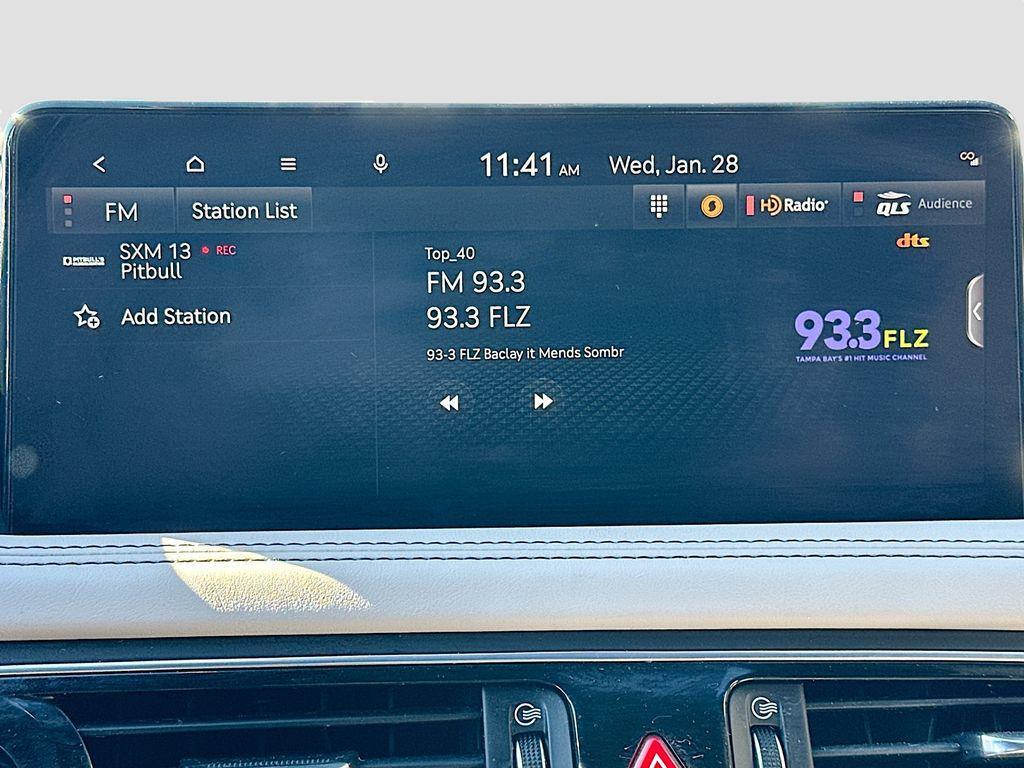 11:41 AM Wed, Jan. 28
FM Station List HD Radio QLS Audience
dts
SXM 13 REC
Pitbull
Add Station
Top_40
FM 93.3
93.3 FLZ
93-3 FLZ Baclay it Mends Sombr
93.3 FLZ
TAMPA BAY'S #1 HIT MUSIC CHANNEL